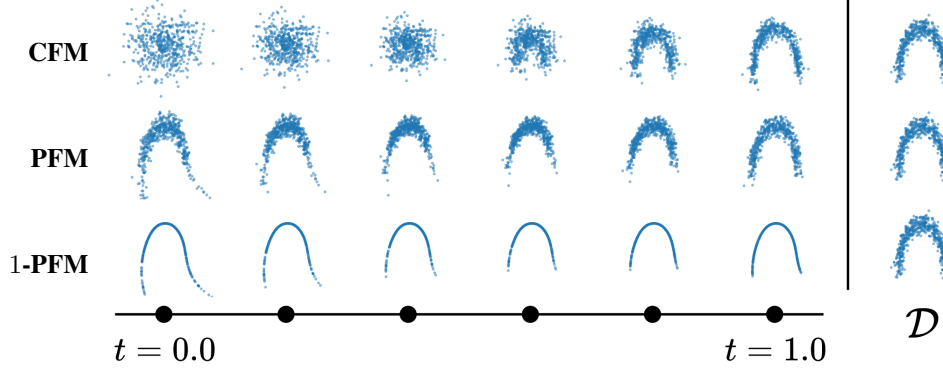 CFM
PFM
1-PFM
t = 0.0
t = 1.0
𝒟